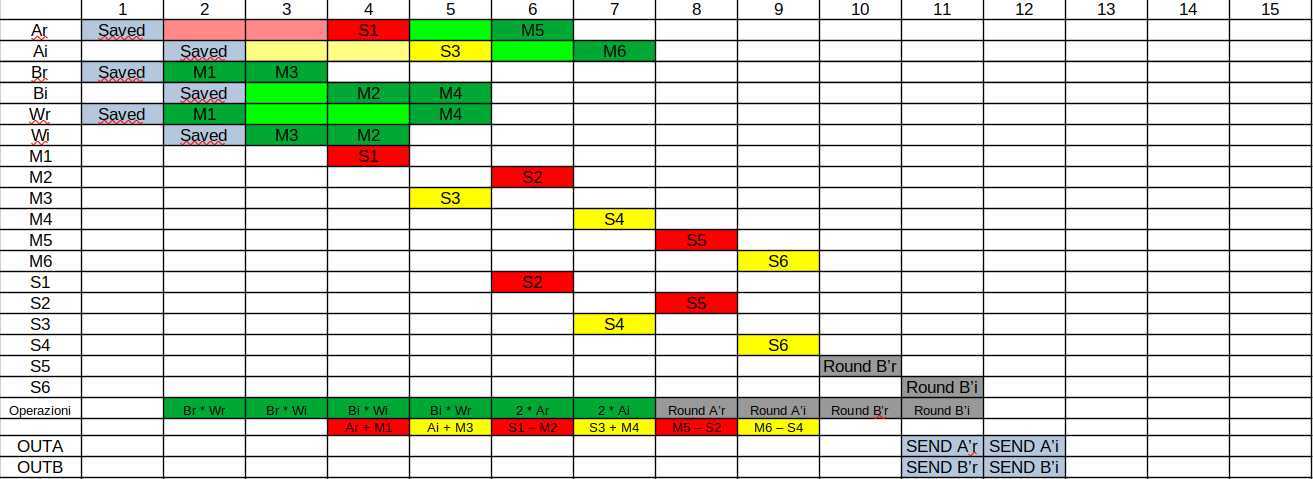 1 2 3 4 5 6 7 8 9 10 11 12 13 14 15
Ar Saved S1 M5
Ai Saved S3 M6
Br Saved M1 M3
Bi Saved M2 M4
Wr Saved M1 M4
Wi Saved M3 M2
M1 S1
M2 S2
M3 S3
M4 S4
M5 S5
M6 S6
S1 S2
S2 S5
S3 S4
S4 S6
S5 Round B’r
S6 Round B’i
Operazioni Br * Wr Br * Wi Bi * Wi Bi * Wr 2 * Ar 2 * Ai Round A’r Round A’i Round B’r Round B’i
Ar + M1 Ai + M3 S1 – M2 S3 + M4 M5 – S2 M6 – S4
OUTA SEND A’r SEND A’i
OUTB SEND B’r SEND B’i